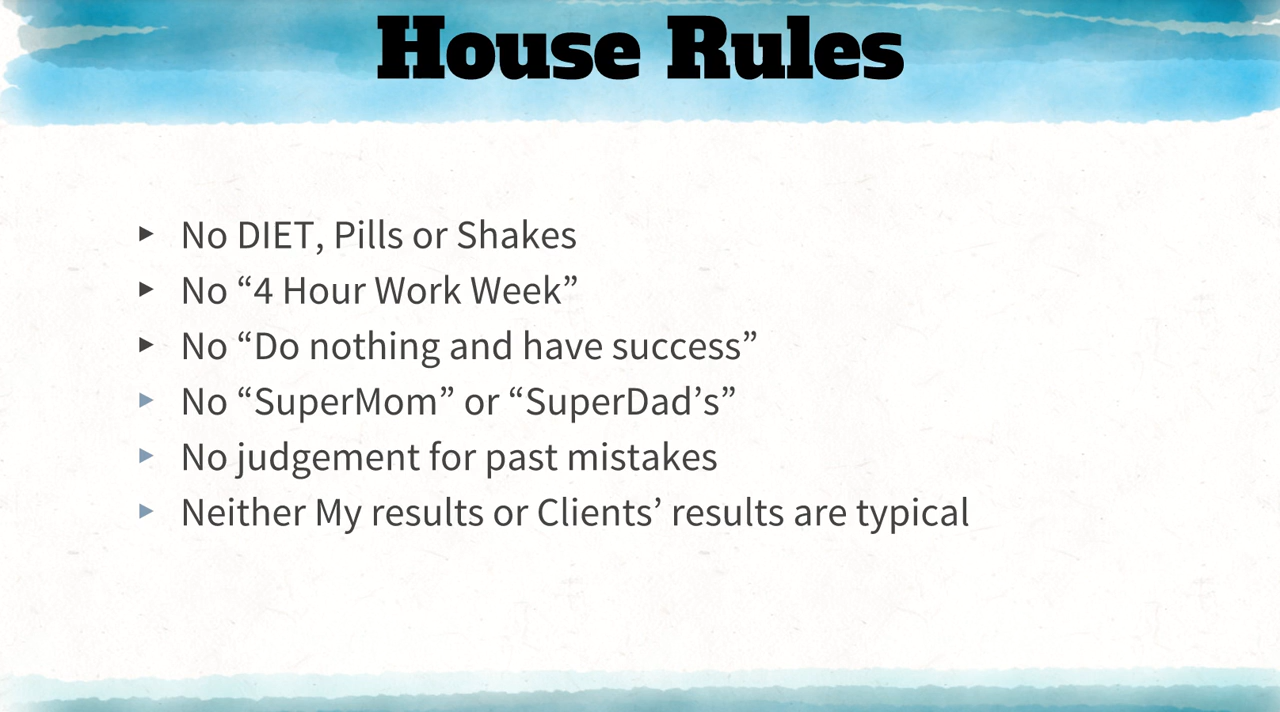 House Rules
▸ No DIET, Pills or Shakes
▸ No “4 Hour Work Week”
▸ No “Do nothing and have success”
▸ No “SuperMom” or “SuperDad’s”
▸ No judgement for past mistakes
▸ Neither My results or Clients’ results are typical